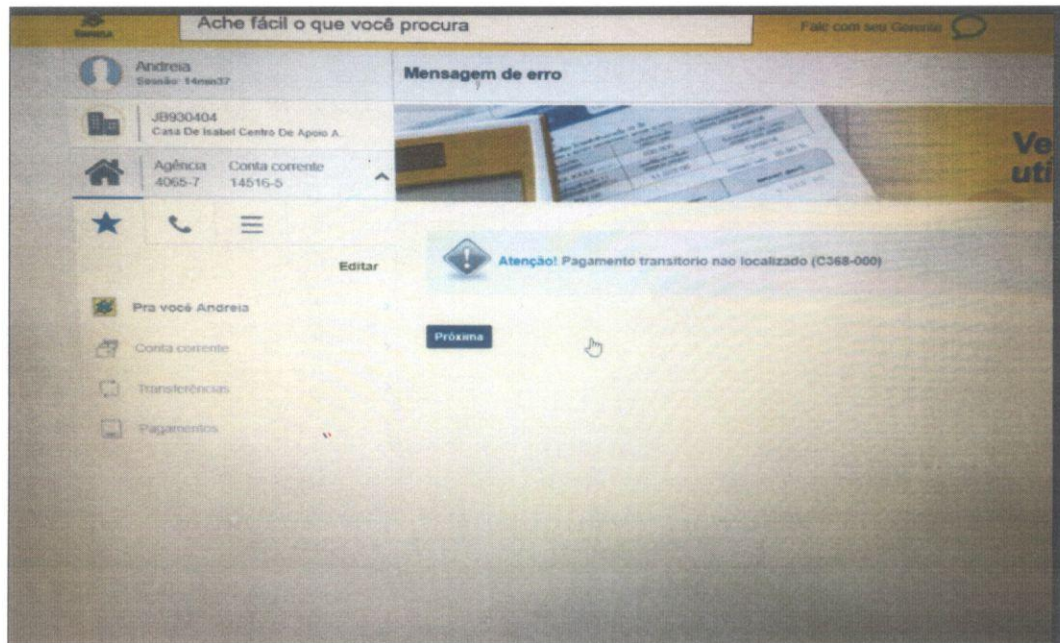 Ache fácil o que você procura
Fale com seu Gerente
EMPRESA
Andreia
Sessão: 14min37
Mensagem de erro
JB930404
Casa De Isabel Centro De Apoio A
Agência Conta corrente
4065-7 14516-5
Ve
uti
Editar
Atenção! Pagamento transitorio nao localizado (C368-000)
Pra você Andreia
Próxima
Conta corrente
Transferências
Pagamentos